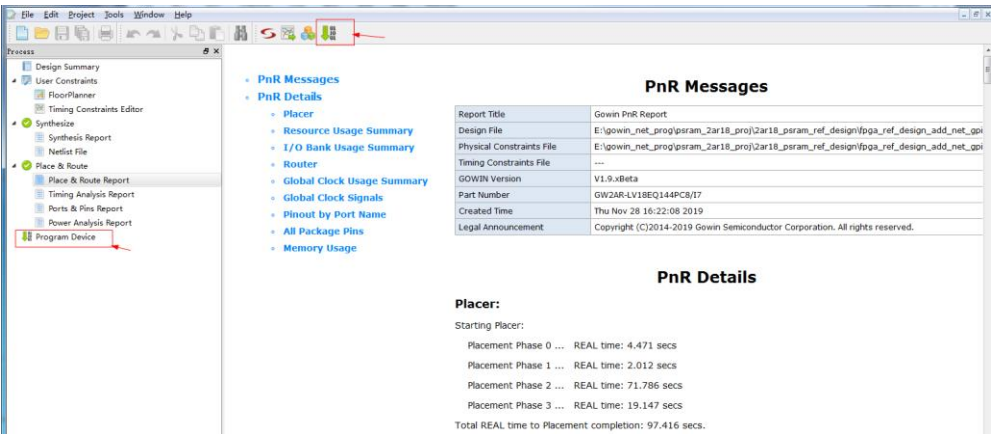 File Edit Project Tools Window Help
Process
Design Summary
User Constraints
FloorPlanner
Timing Constraints Editor
Synthesize
Synthesis Report
Netlist File
Place & Route
Place & Route Report
Timing Analysis Report
Ports & Pins Report
Power Analysis Report
Program Device
PnR Messages
PnR Details
Placer
Resource Usage Summary
I/O Bank Usage Summary
Router
Global Clock Usage Summary
Global Clock Signals
Pinout by Port Name
All Package Pins
Memory Usage
PnR Messages
Report Title Gowin PnR Report
Design File E:\gowin_net_prog\psram_2ar18_proj\2ar18_psram_ref_design\fpga_ref_design_add_net_gpi
Physical Constraints File E:\gowin_net_prog\psram_2ar18_proj\2ar18_psram_ref_design\fpga_ref_design_add_net_gpi
Timing Constraints File ---
GOWIN Version V1.9.xBeta
Part Number GW2AR-LV18EQ144PC8/I7
Created Time Thu Nov 28 16:22:08 2019
Legal Announcement Copyright (C)2014-2019 Gowin Semiconductor Corporation. All rights reserved.
PnR Details
Placer:
Starting Placer:
Placement Phase 0 ... REAL time: 4.471 secs
Placement Phase 1 ... REAL time: 2.012 secs
Placement Phase 2 ... REAL time: 71.786 secs
Placement Phase 3 ... REAL time: 19.147 secs
Total REAL time to Placement completion: 97.416 secs.